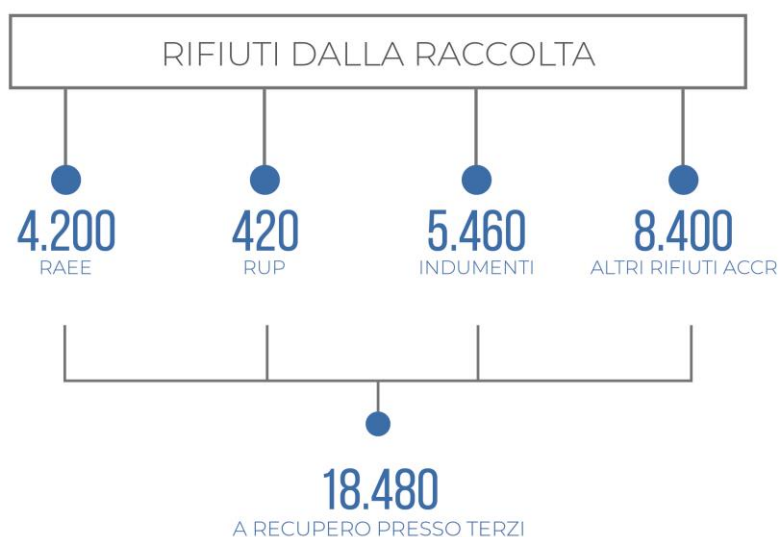 RIFIUTI DALLA RACCOLTA
4.200
RAEE
420
RUP
5.460
INDUMENTI
8.400
ALTRI RIFIUTI ACCR
18.480
A RECUPERO PRESSO TERZI